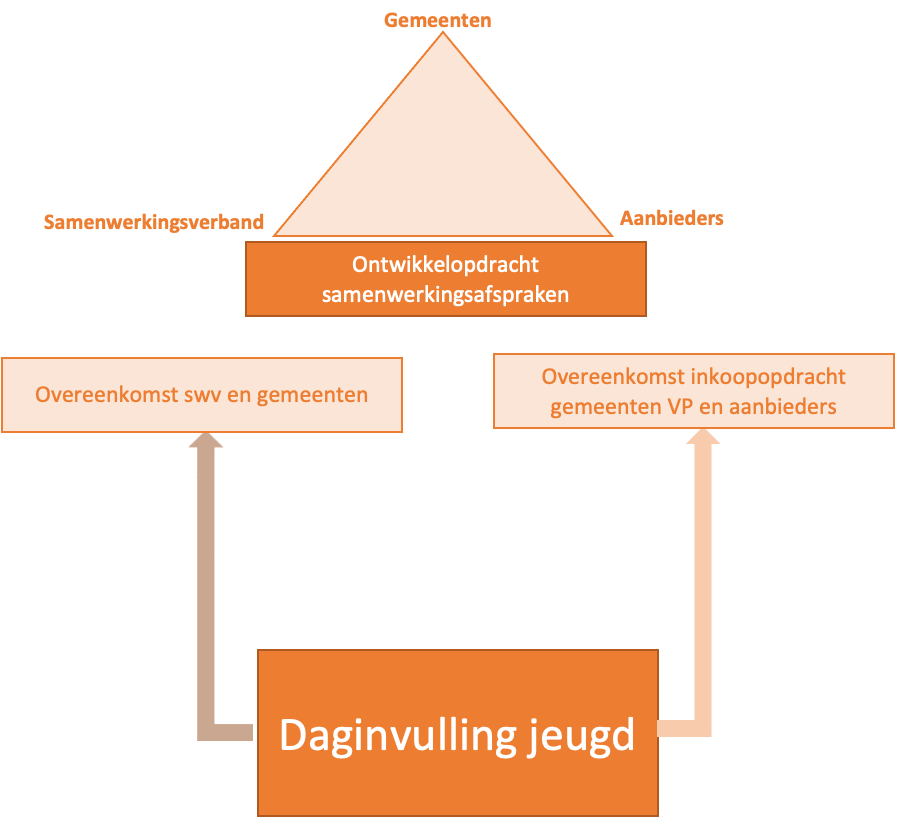 Gemeenten
Samenwerkingsverband
Aanbieders
Ontwikkelopdracht
samenwerkingsafspraken
Overeenkomst swv en gemeenten
Overeenkomst inkoopopdracht
gemeenten VP en aanbieders
Daginvulling jeugd